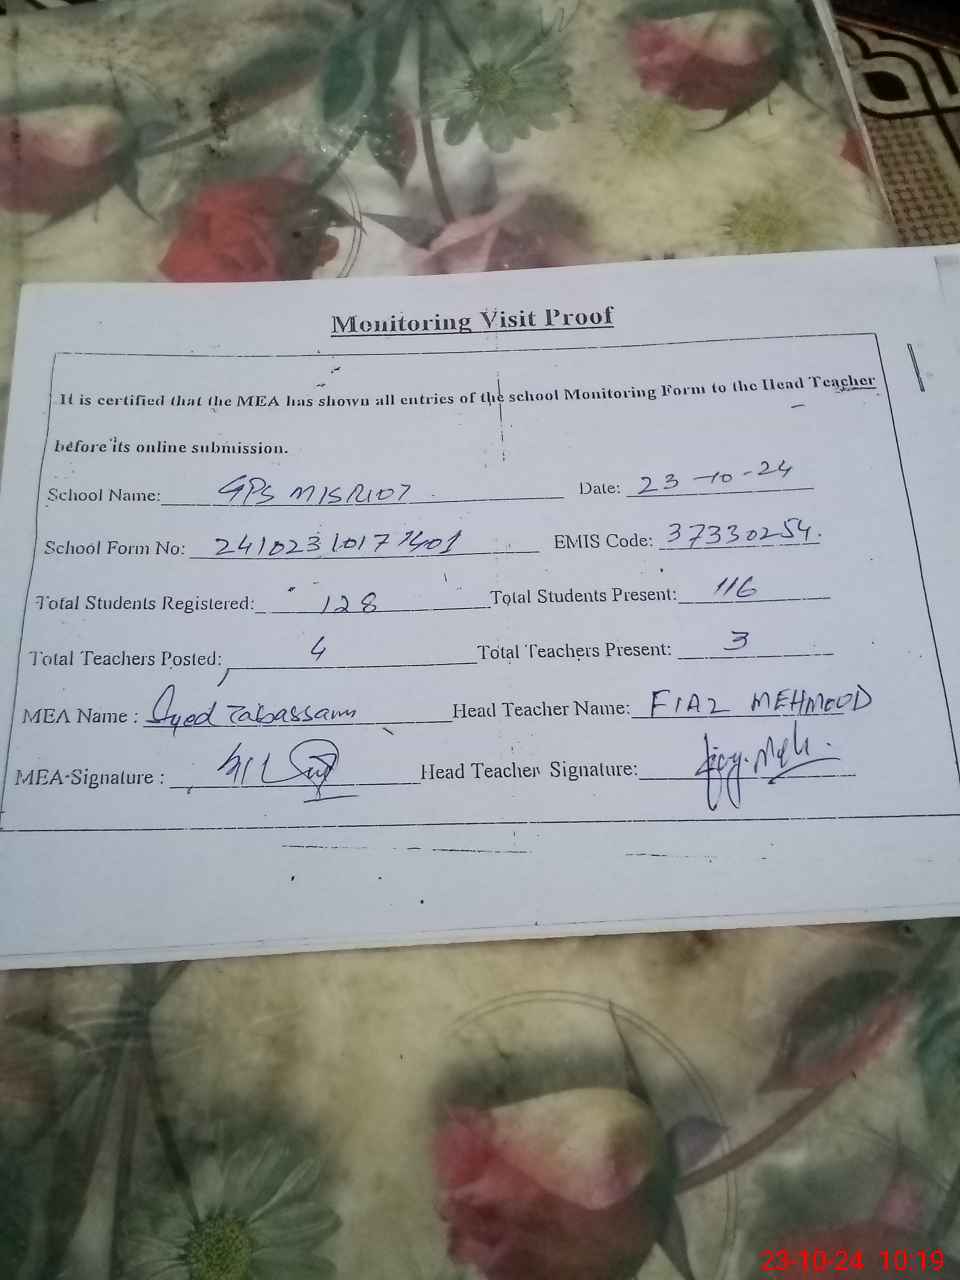 Monitoring Visit Proof
It is certified that the MEA has shown all entries of the school Monitoring Form to the Head Teacher
before its online submission.
School Name: GPS MISRIOT Date: 23-10-24
School Form No: EMIS Code: 37330254.
Total Students Registered: 128 Total Students Present: 116
Total Teachers Posted: 4 Total Teachers Present: 3
MEA Name : Syed Tabassam Head Teacher Name: FIAZ MEHMOOD
MEA-Signature : Head Teacher Signature:
23-10-24 10:19